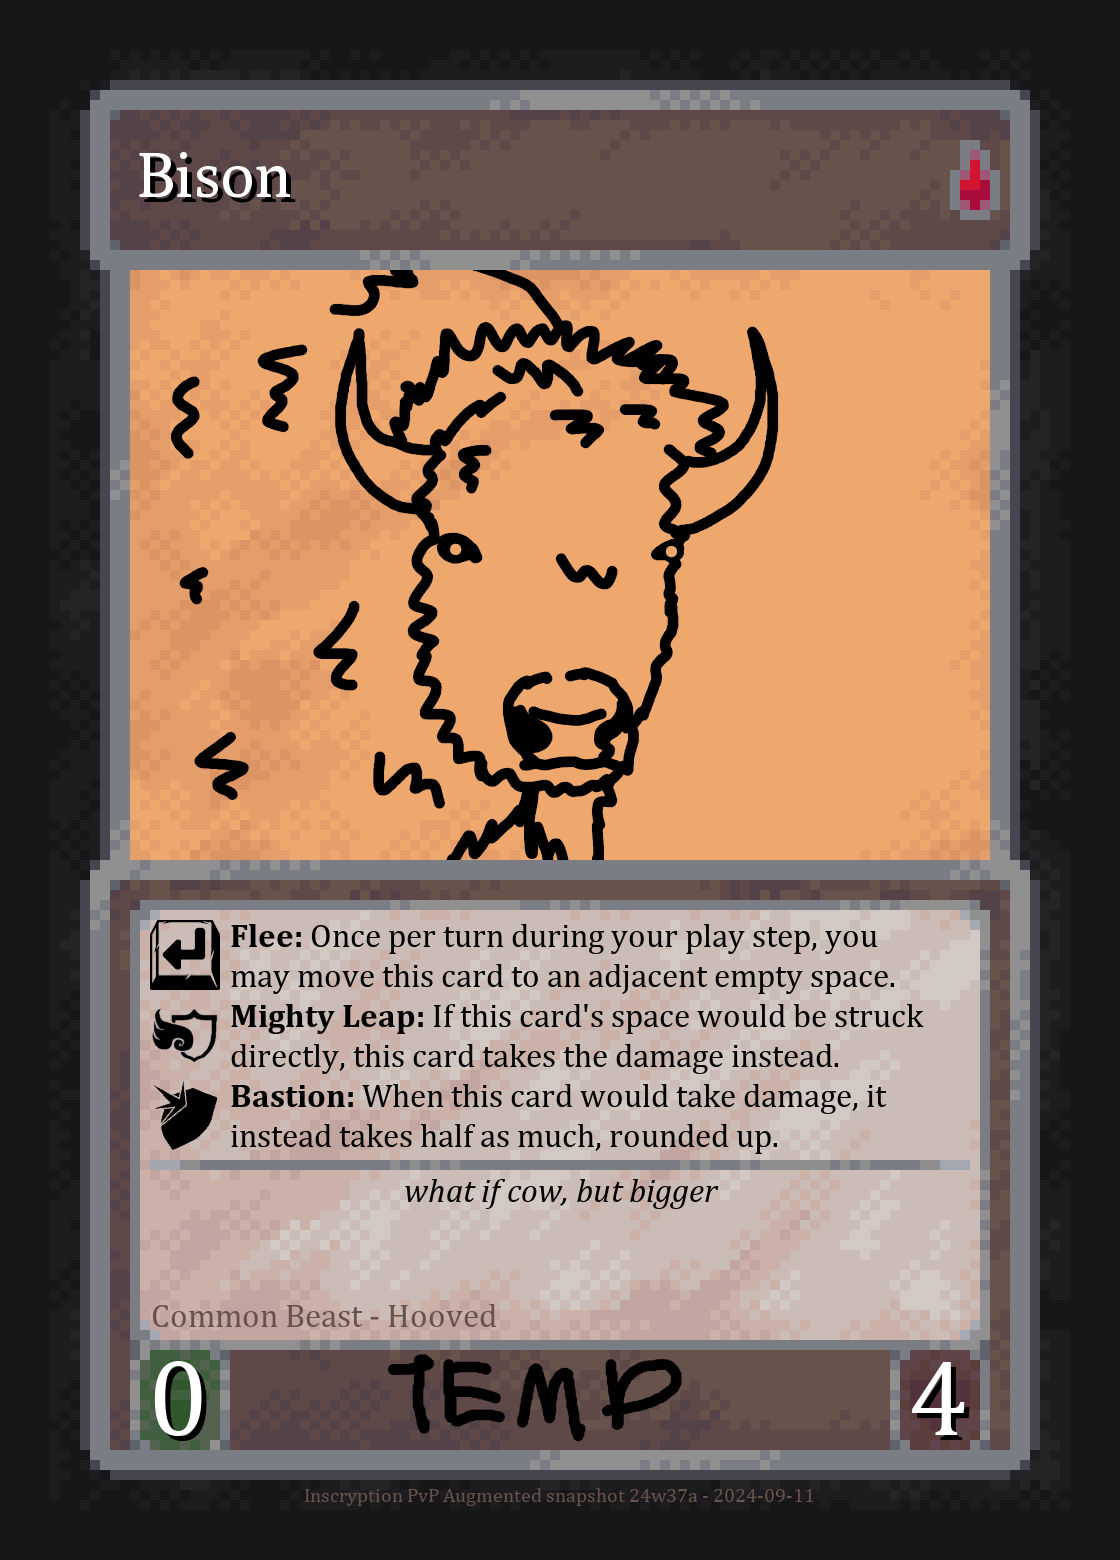 Bison
Flee: Once per turn during your play step, you
may move this card to an adjacent empty space.
Mighty Leap: If this card's space would be struck
directly, this card takes the damage instead.
Bastion: When this card would take damage, it
instead takes half as much, rounded up.
what if cow, but bigger
Common Beast - Hooved
0 TEMP 4
Inscryption PvP Augmented snapshot 24w37a - 2024-09-11